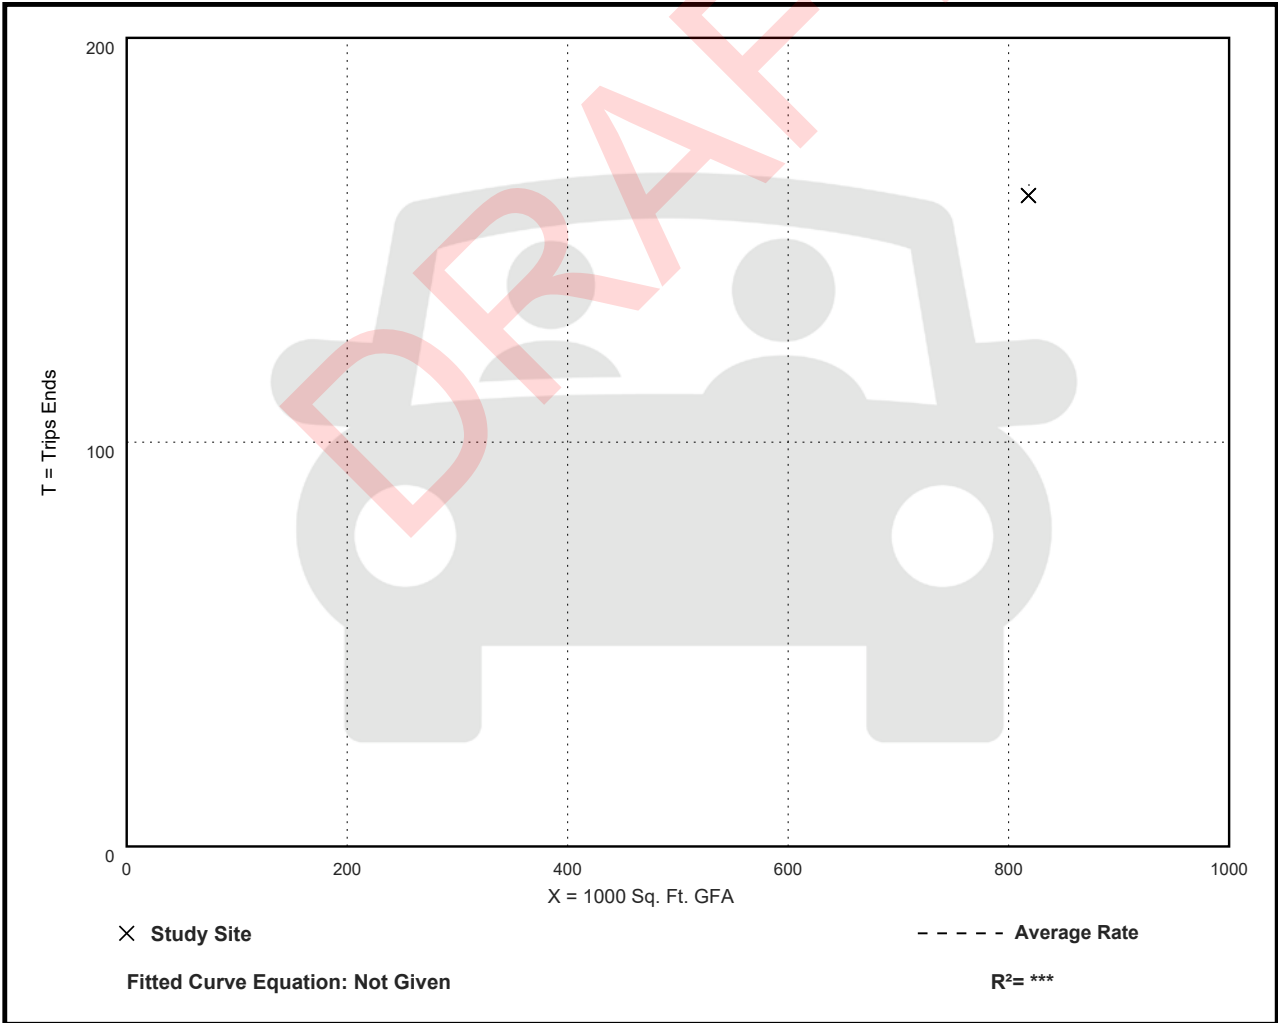 DRAF
200
100
0
T = Trips Ends
0 200 400 600 800 1000
X = 1000 Sq. Ft. GFA
Study Site
Average Rate
Fitted Curve Equation: Not Given
R²= ***